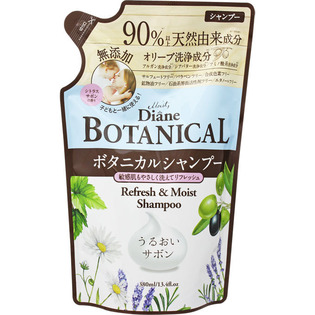 シャンプー
90%以上天然由来成分
オリーブ洗浄成分
無添加
シトラス
サボン
の香り
子どもと一緒に使える!
Moist
Diane
BOTANICAL
ボタニカルシャンプー
敏感肌もやさしく洗えてリフレッシュ
Refresh & Moist
Shampoo
うるおい
サボン
380ml/13.4fl.oz